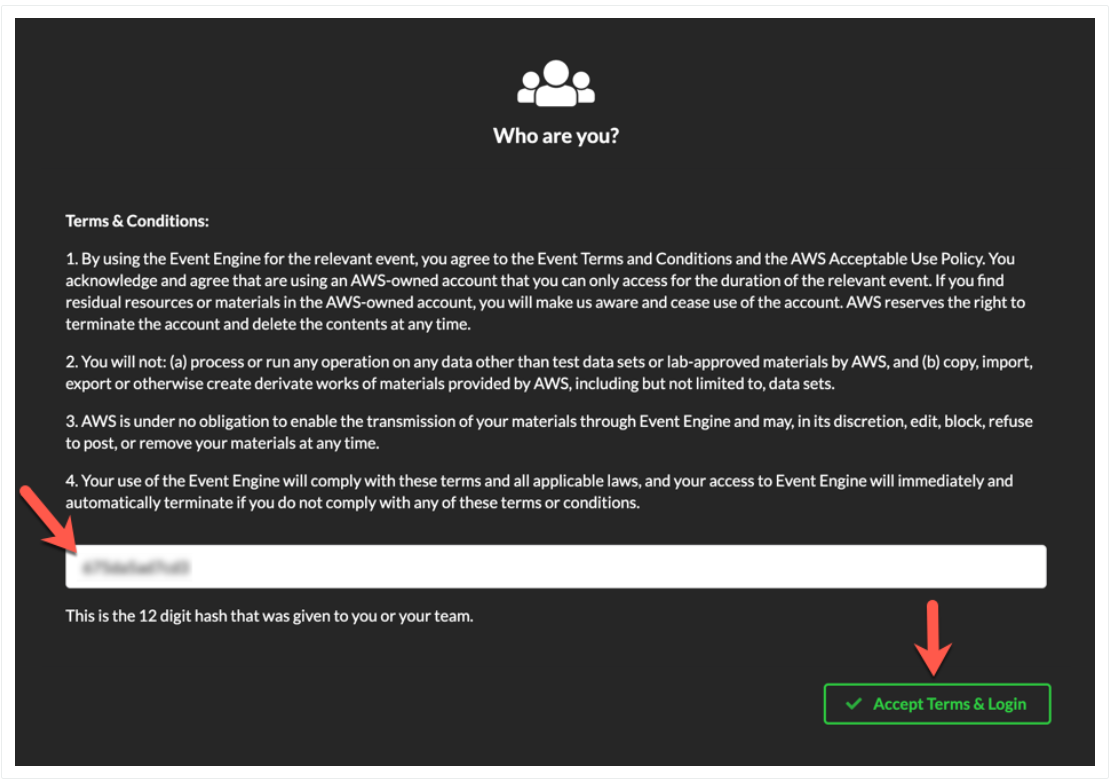 Who are you?
Terms & Conditions:
1. By using the Event Engine for the relevant event, you agree to the Event Terms and Conditions and the AWS Acceptable Use Policy. You
acknowledge and agree that are using an AWS-owned account that you can only access for the duration of the relevant event. If you find
residual resources or materials in the AWS-owned account, you will make us aware and cease use of the account. AWS reserves the right to
terminate the account and delete the contents at any time.
2. You will not: (a) process or run any operation on any data other than test data sets or lab-approved materials by AWS, and (b) copy, import,
export or otherwise create derivate works of materials provided by AWS, including but not limited to, data sets.
3. AWS is under no obligation to enable the transmission of your materials through Event Engine and may, in its discretion, edit, block, refuse
to post, or remove your materials at any time.
4. Your use of the Event Engine will comply with these terms and all applicable laws, and your access to Event Engine will immediately and
automatically terminate if you do not comply with any of these terms or conditions.
This is the 12 digit hash that was given to you or your team.
Accept Terms & Login